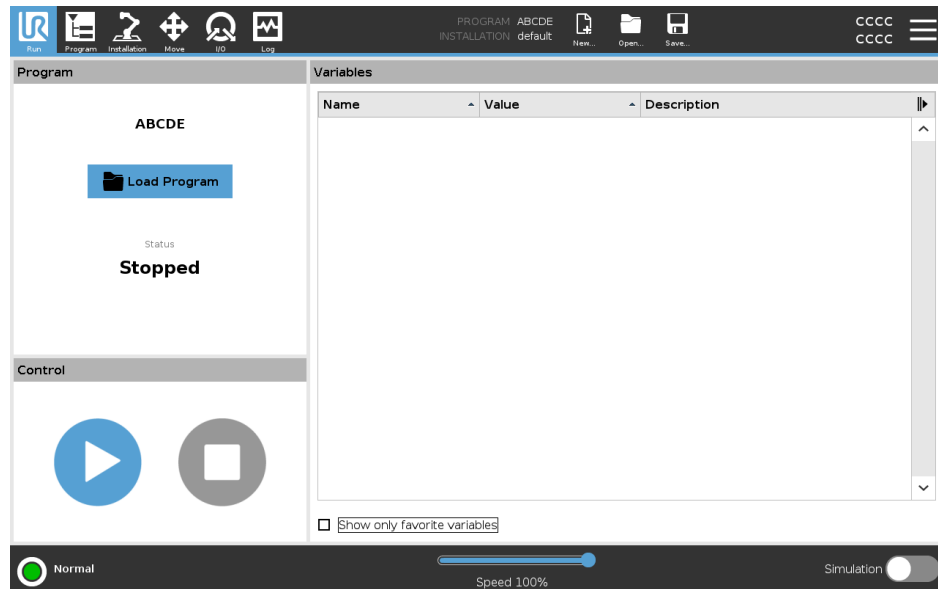 UR
Run
Program
Installation
Move
I/O
Log
PROGRAM ABCDE
INSTALLATION default
New...
Open...
Save...
CCCC
CCCC
Program
ABCDE
Load Program
Status
Stopped
Control
Variables
Name Value Description
Show only favorite variables
Normal
Speed 100%
Simulation